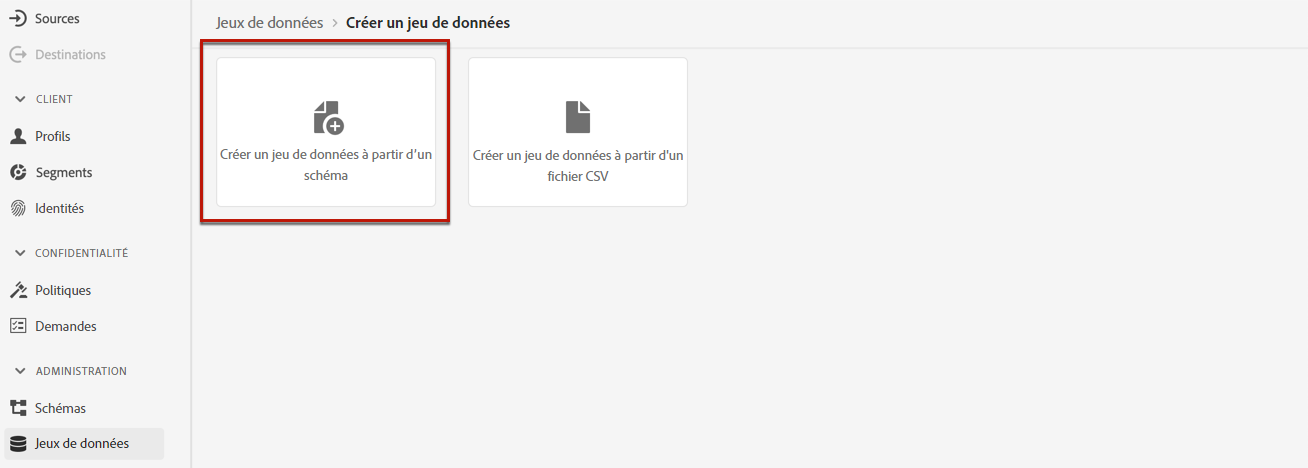 Sources
Destinations
CLIENT
Profils
Segments
Identités
CONFIDENTIALITÉ
Politiques
Demandes
ADMINISTRATION
Schémas
Jeux de données
Jeux de données > Créer un jeu de données
Créer un jeu de données à partir d’un
schéma
Créer un jeu de données à partir d'un
fichier CSV